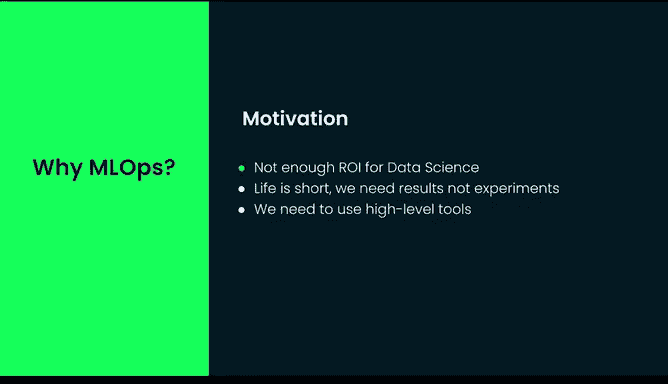 Why MLOps?
Motivation
Not enough ROI for Data Science
Life is short, we need results not experiments
We need to use high-level tools